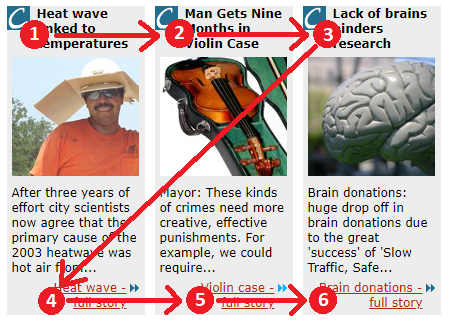 C
Heat wave
1
linked to
temperatures
After three years of
effort city scientists
now agree that the
primary cause of the
2003 heatwave was
hot air from...
4
Heat wave -
full story
C
Man Gets Nine
2
Months in
Violin Case
Mayor: These kinds
of crimes need more
creative, effective
punishments. For
example, we could
require...
5
Violin case -
full story
C
Lack of brains
3
hinders
research
Brain donations:
huge drop off in
brain donations due
to the great
'success' of 'Slow
Traffic, Safe...
6
Brain donations -
full story